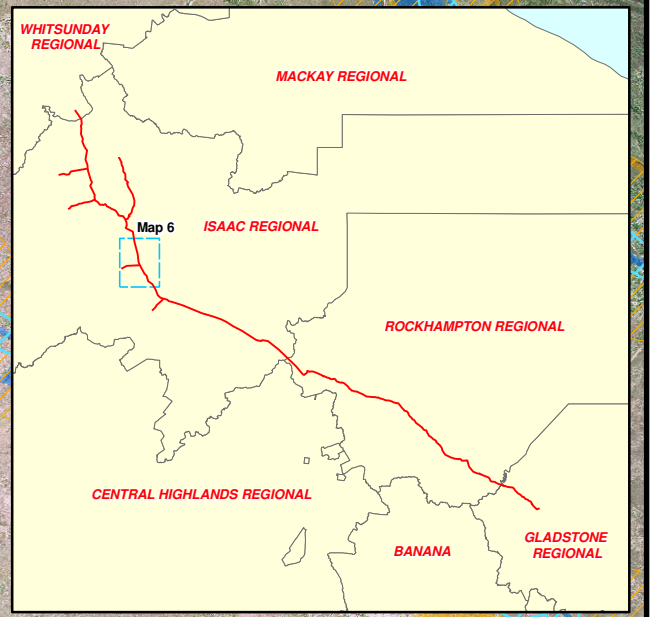 WHITSUNDAY
REGIONAL
MACKAY REGIONAL
Map 6
ISAAC REGIONAL
ROCKHAMPTON REGIONAL
CENTRAL HIGHLANDS REGIONAL
BANANA
GLADSTONE
REGIONAL